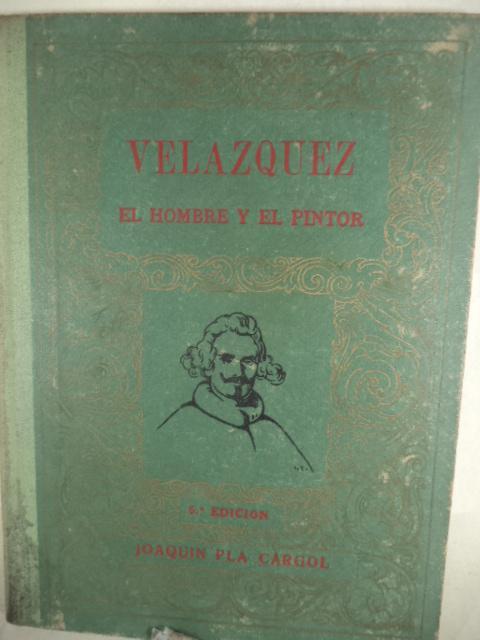 VELAZQUEZ
EL HOMBRE Y EL PINTOR
5.ª EDICION
JOAQUIN PLA CARGOL